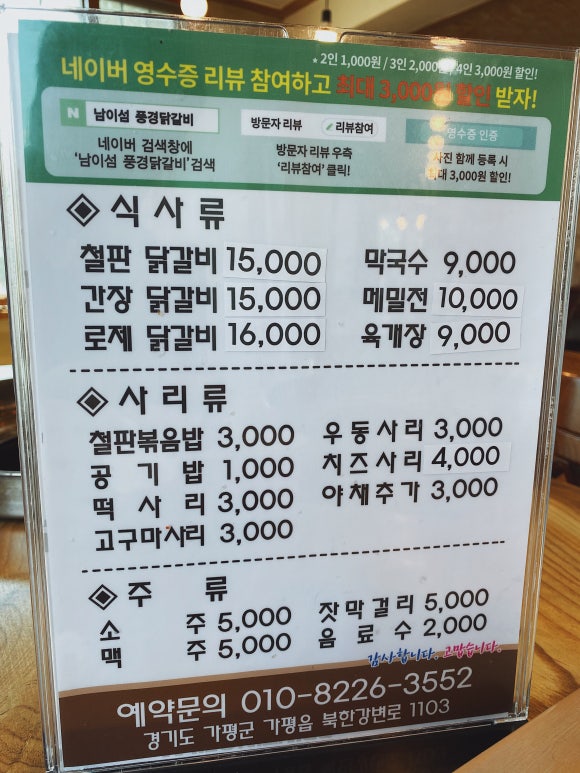 * 2인 1,000원 / 3인 2,000원 / 4인 3,000원 할인!
네이버 영수증 리뷰 참여하고 최대 3,000원 할인 받자!
N 남이섬 풍경닭갈비
네이버 검색창에
'남이섬 풍경닭갈비' 검색
방문자 리뷰 리뷰참여
방문자 리뷰 우측
'리뷰참여' 클릭!
영수증 인증
사진 함께 등록 시
최대 3,000원 할인!
식사류
철판 닭갈비 15,000 막국수 9,000
간장 닭갈비 15,000 메밀전 10,000
로제 닭갈비 16,000 육개장 9,000
사리류
철판볶음밥 3,000 우동사리 3,000
공기밥 1,000 치즈사리 4,000
떡사리 3,000 야채추가 3,000
고구마사리 3,000
주류
소주 5,000 잣막걸리 5,000
맥주 5,000 음료수 2,000
감사합니다. 고맙습니다.
예약문의 010-8226-3552
경기도 가평군 가평읍 북한강변로 1103